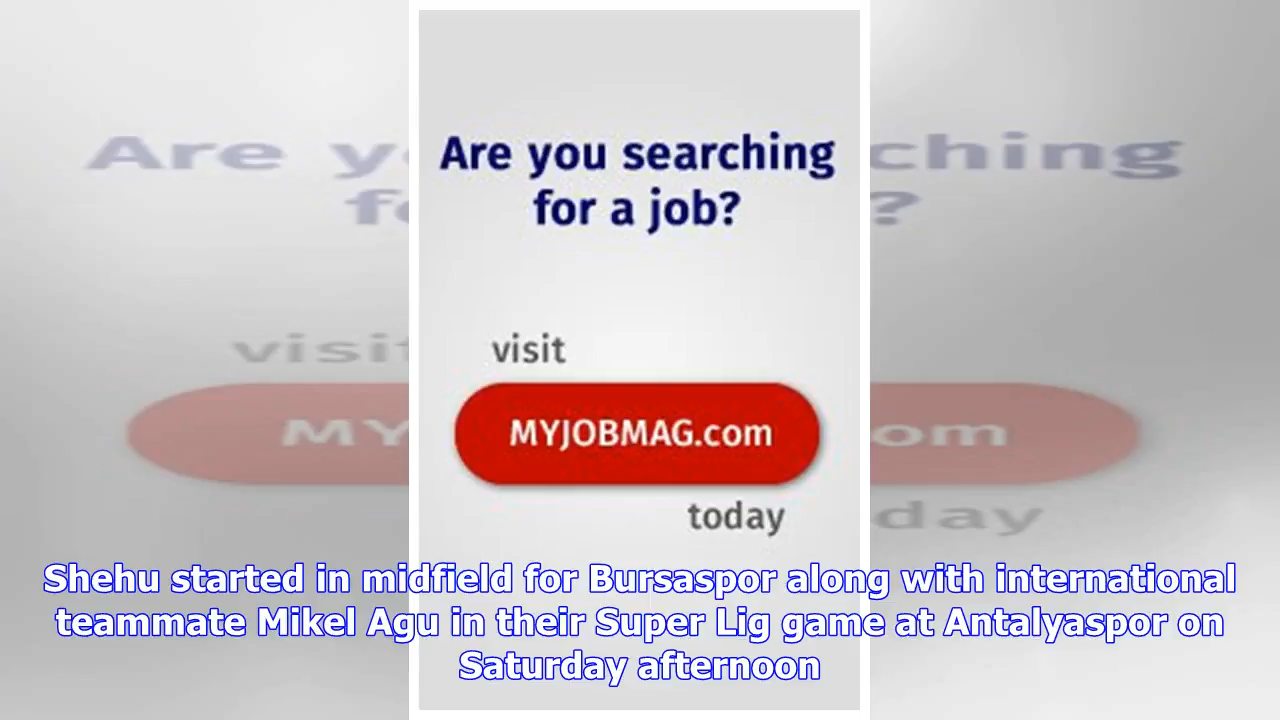 Are you searching
for a job?
visit
MYJOBMAG.com
today
Shehu started in midfield for Bursaspor along with international
teammate Mikel Agu in their Super Lig game at Antalyaspor on
Saturday afternoon